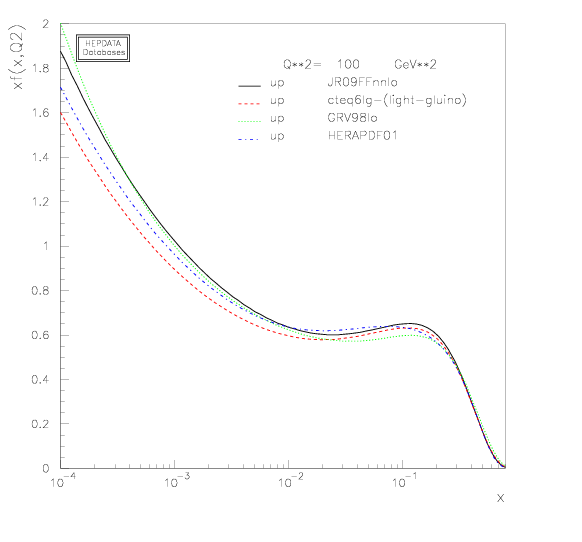 xf(x,Q2)
HEPDATA
Databases
Q**2= 100 GeV**2
up JR09FFnnlo
up cteq6lg-(light-gluino)
up GRV98lo
up HERAPDF01
2
1.8
1.6
1.4
1.2
1
0.8
0.6
0.4
0.2
0
10⁻⁴ 10⁻³ 10⁻² 10⁻¹
x